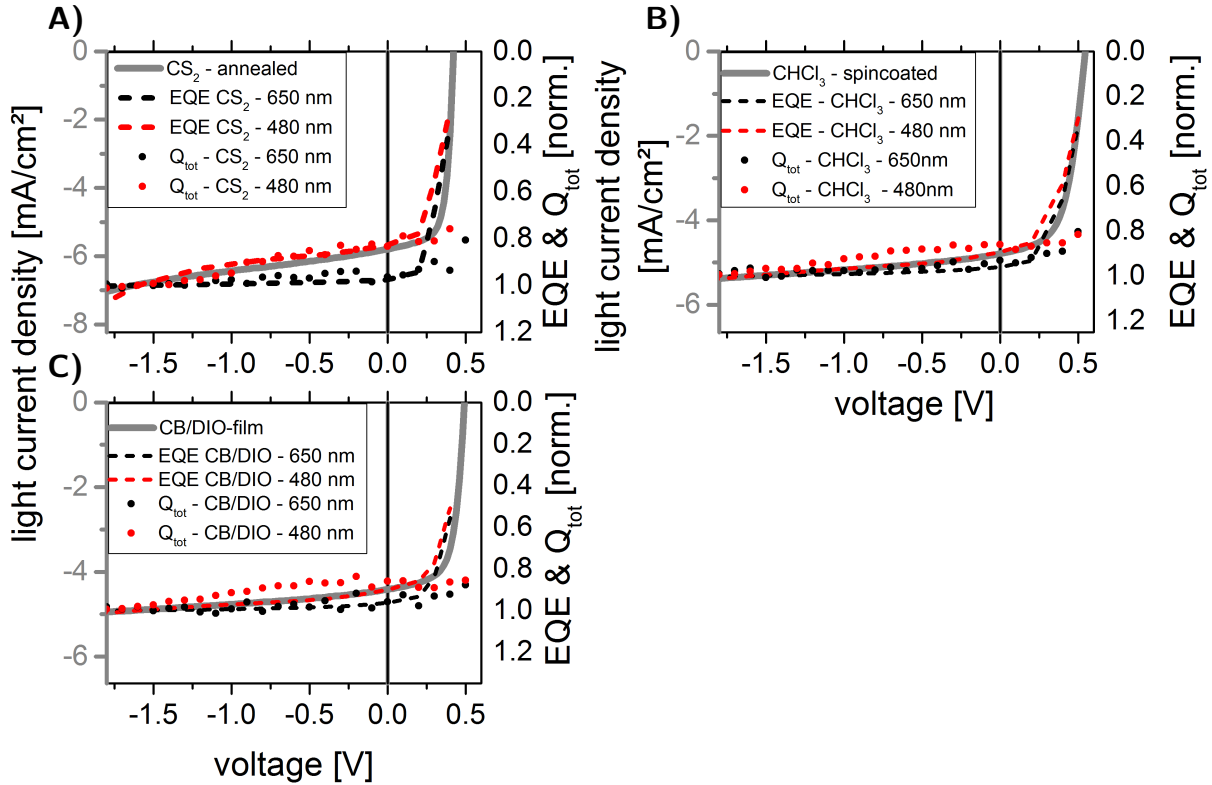 A)
0
-2
-4
-6
-8
light current density [mA/cm²]
CS₂ - annealed
EQE CS₂ - 650 nm
EQE CS₂ - 480 nm
Qtot - CS₂ - 650 nm
Qtot - CS₂ - 480 nm
0.0
0.2
0.4
0.6
0.8
1.0
1.2
EQE & Qtot [norm.]
-1.5 -1.0 -0.5 0.0 0.5
B)
0
-2
-4
-6
light current density
[mA/cm²]
CHCl₃ - spincoated
EQE - CHCl₃ - 650 nm
EQE - CHCl₃ - 480 nm
Qtot - CHCl₃ - 650nm
Qtot - CHCl₃ - 480nm
0.0
0.2
0.4
0.6
0.8
1.0
1.2
EQE & Qtot [norm.]
-1.5 -1.0 -0.5 0.0 0.5
voltage [V]
C)
0
-2
-4
-6
CB/DIO-film
EQE CB/DIO - 650 nm
EQE CB/DIO - 480 nm
Qtot - CB/DIO - 650 nm
Qtot - CB/DIO - 480 nm
0.0
0.2
0.4
0.6
0.8
1.0
1.2
EQE & Qtot [norm.]
-1.5 -1.0 -0.5 0.0 0.5
voltage [V]